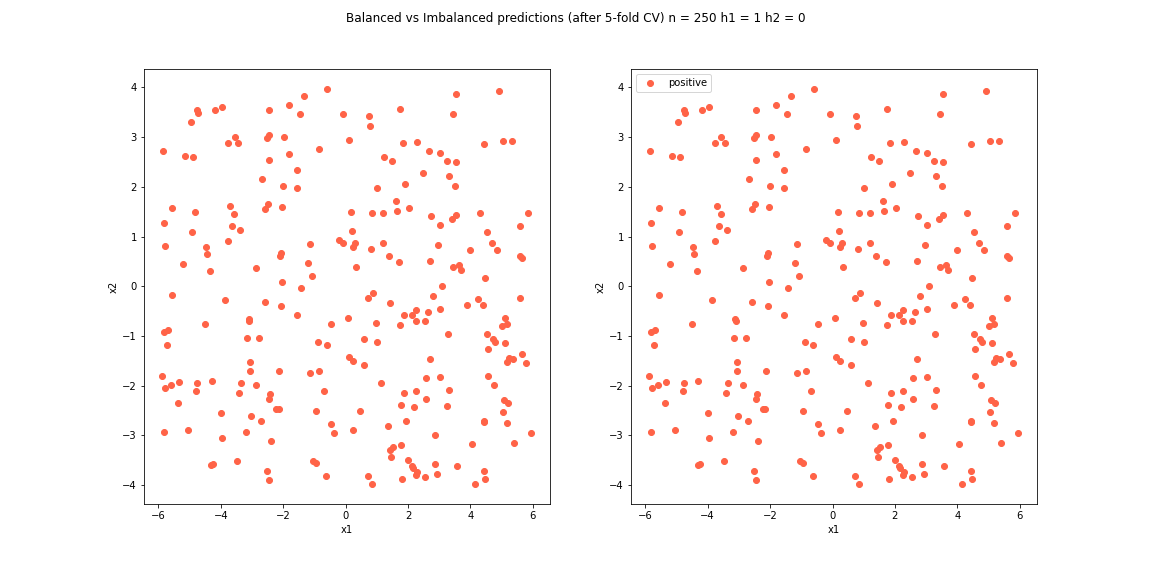 Balanced vs Imbalanced predictions (after 5-fold CV) n = 250 h1 = 1 h2 = 0
positive
4
3
2
1
0
−1
−2
−3
−4
x2
−6 −4 −2 0 2 4 6
x1
4
3
2
1
0
−1
−2
−3
−4
x2
−6 −4 −2 0 2 4 6
x1